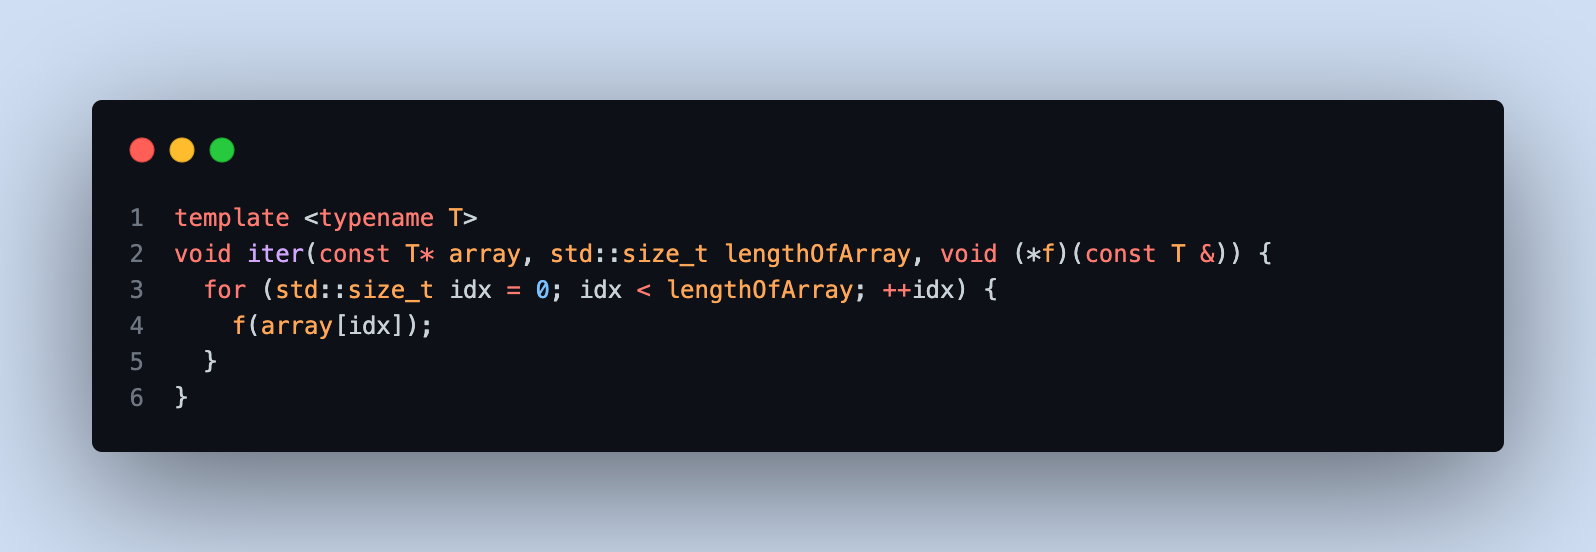 1 template <typename T>
2 void iter(const T* array, std::size_t lengthOfArray, void (*f)(const T &)) {
3   for (std::size_t idx = 0; idx < lengthOfArray; ++idx) {
4     f(array[idx]);
5   }
6 }